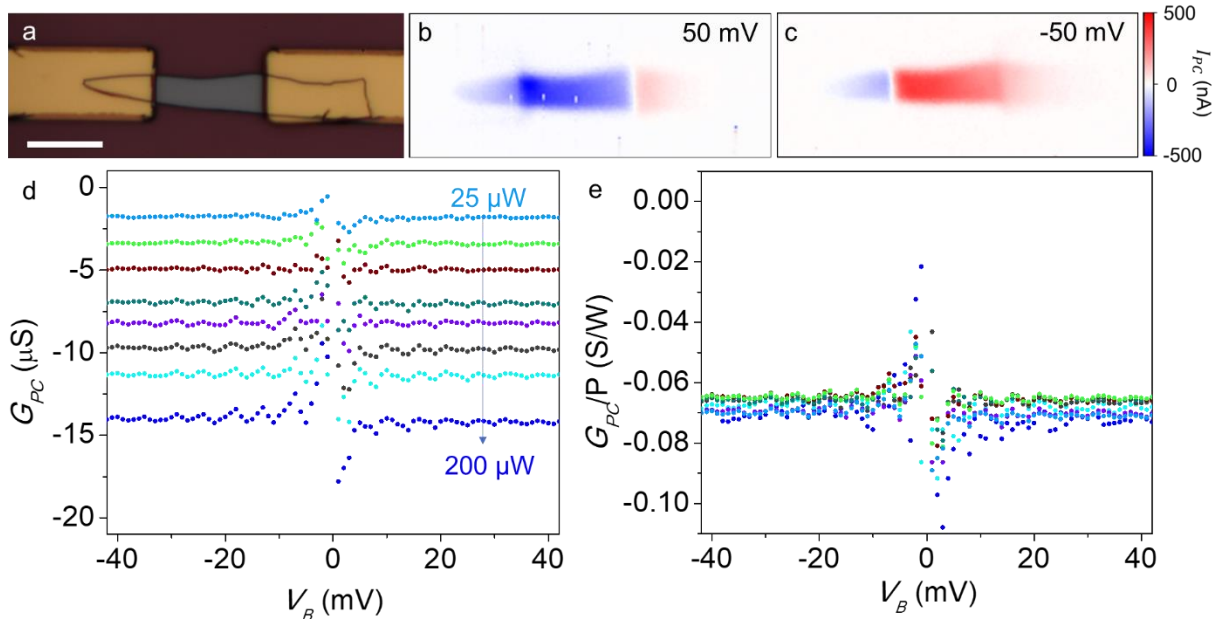 a
b
50 mV
c
-50 mV
500
0
-500
I_PC (nA)
d
0
-5
-10
-15
-20
G_PC (µS)
25 µW
200 µW
-40
-20
0
20
40
V_B (mV)
e
0.00
-0.02
-0.04
-0.06
-0.08
-0.10
G_PC/P (S/W)
-40
-20
0
20
40
V_B (mV)